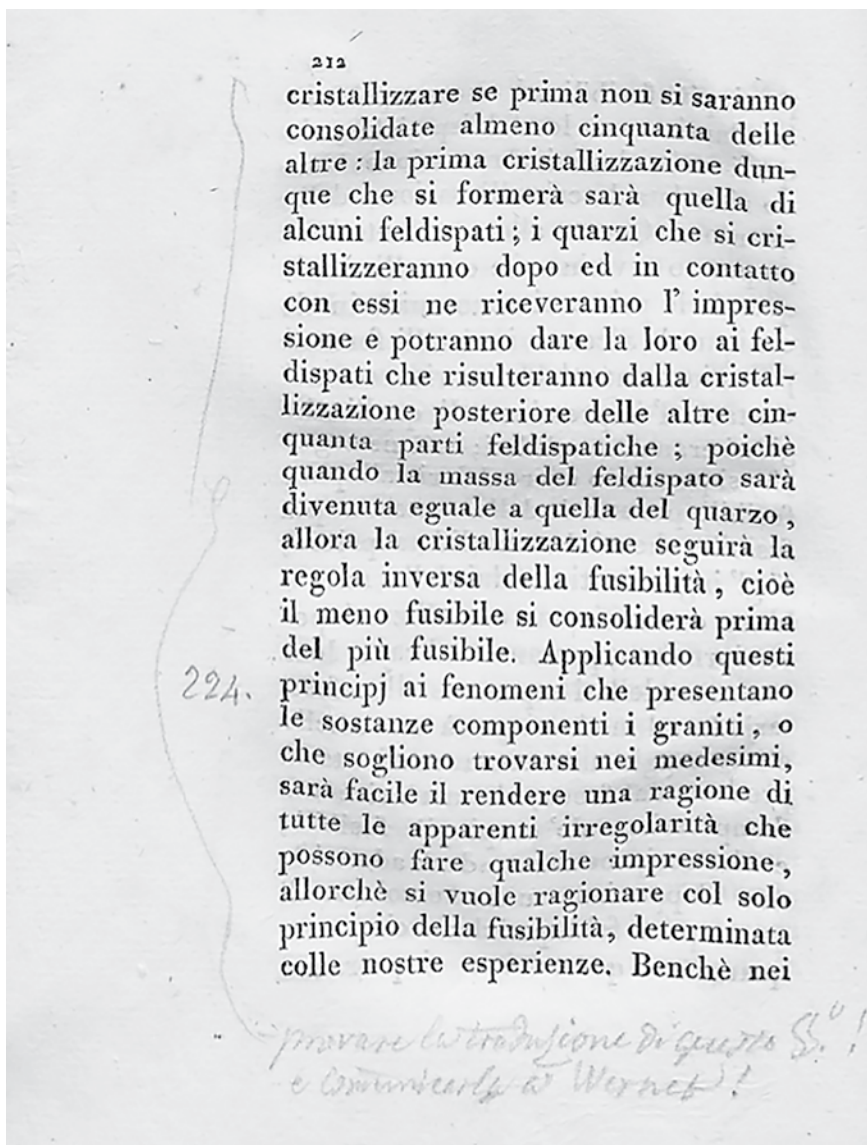 212
cristallizzare se prima non si saranno
consolidate almeno cinquanta delle
altre : la prima cristallizzazione dun-
que che si formerà sarà quella di
alcuni feldispati ; i quarzi che si cri-
stallizzeranno dopo ed in contatto
con essi ne riceveranno l' impres-
sione e potranno dare la loro ai fel-
dispati che risulteranno dalla cristal-
lizzazione posteriore delle altre cin-
quanta parti feldispatiche ; poichè
quando la massa del feldispato sarà
divenuta eguale a quella del quarzo ,
allora la cristallizzazione seguirà la
regola inversa della fusibilità , cioè
il meno fusibile si consoliderà prima
del più fusibile. Applicando questi
224. principj ai fenomeni che presentano
le sostanze componenti i graniti , o
che sogliono trovarsi nei medesimi,
sarà facile il rendere una ragione di
tutte le apparenti irregolarità che
possono fare qualche impressione ,
allorchè si vuole ragionare col solo
principio della fusibilità, determinata
colle nostre esperienze. Benchè nei
provare la traduzione di questo §.o !
e comunicarla a Werner !